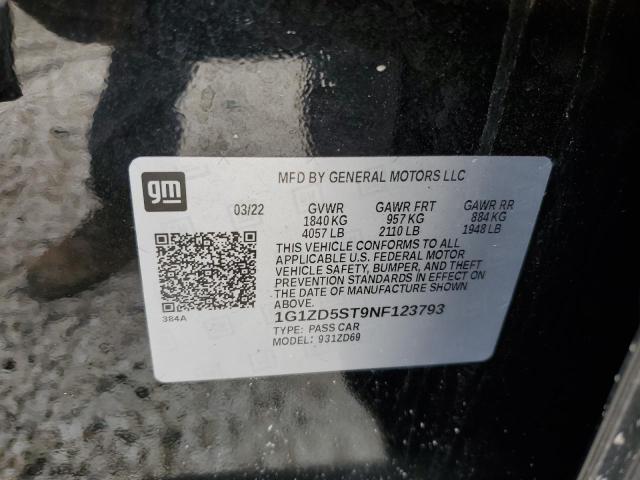 gm
MFD BY GENERAL MOTORS LLC
03/22 GVWR GAWR FRT GAWR RR
1840 KG 957 KG 884 KG
4057 LB 2110 LB 1948 LB
THIS VEHICLE CONFORMS TO ALL
APPLICABLE U.S. FEDERAL MOTOR
VEHICLE SAFETY, BUMPER, AND THEFT
PREVENTION STANDARDS IN EFFECT ON
THE DATE OF MANUFACTURE SHOWN
ABOVE.
384A
1G1ZD5ST9NF123793
TYPE: PASS CAR
MODEL: 931ZD69